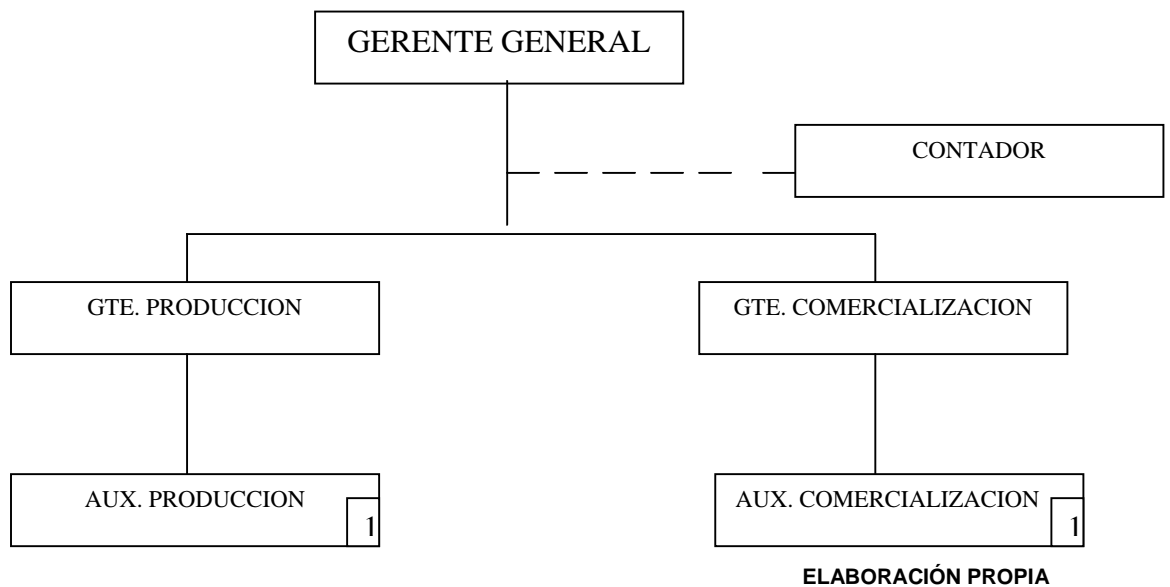 GERENTE GENERAL
CONTADOR
GTE. PRODUCCION
GTE. COMERCIALIZACION
AUX. PRODUCCION
1
AUX. COMERCIALIZACION
1
ELABORACIÓN PROPIA